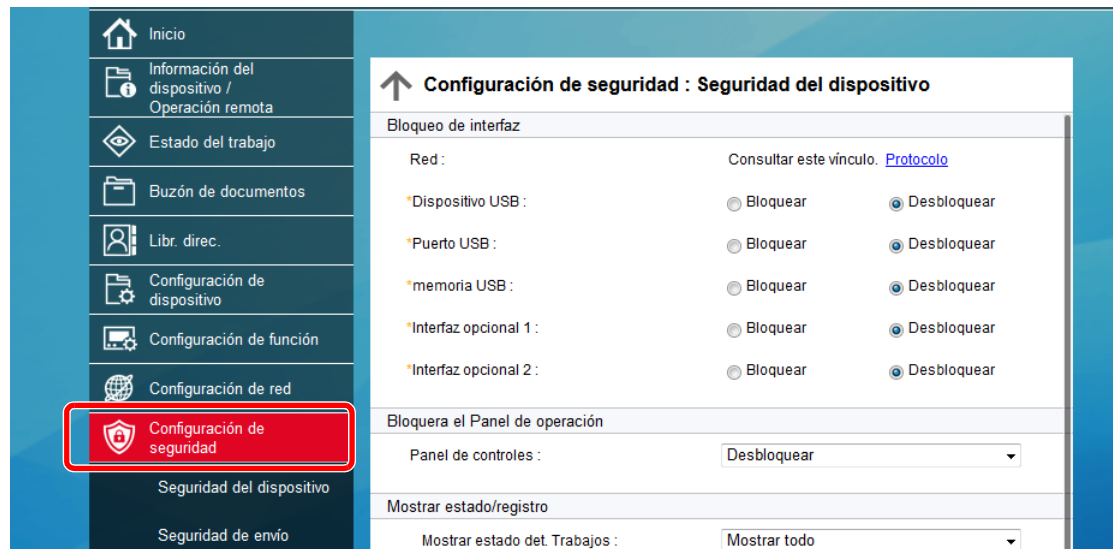 Inicio
Información del
dispositivo /
Operación remota
Estado del trabajo
Buzón de documentos
Libr. direc.
Configuración de
dispositivo
Configuración de función
Configuración de red
Configuración de
seguridad
Seguridad del dispositivo
Seguridad de envío
Configuración de seguridad : Seguridad del dispositivo
Bloqueo de interfaz
Red : Consultar este vínculo. Protocolo
*Dispositivo USB : Bloquear Desbloquear
*Puerto USB : Bloquear Desbloquear
*memoria USB : Bloquear Desbloquear
*Interfaz opcional 1 : Bloquear Desbloquear
*Interfaz opcional 2 : Bloquear Desbloquear
Bloquera el Panel de operación
Panel de controles : Desbloquear
Mostrar estado/registro
Mostrar estado det. Trabajos : Mostrar todo